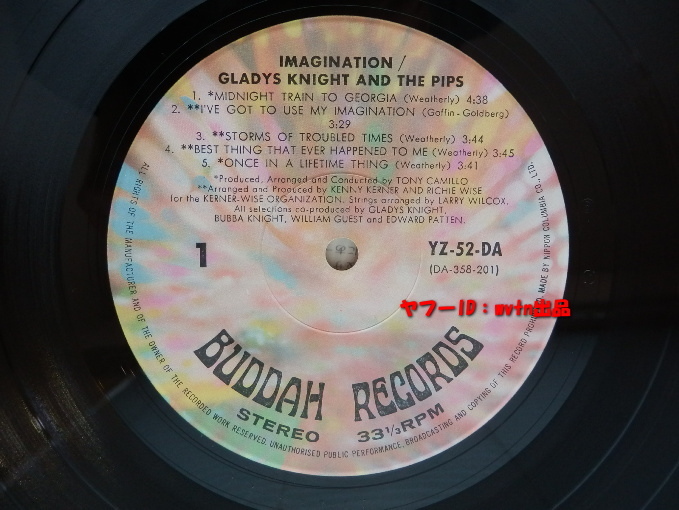 IMAGINATION /
GLADYS KNIGHT AND THE PIPS
1. *MIDNIGHT TRAIN TO GEORGIA (Weatherly) 4:38
2. **I'VE GOT TO USE MY IMAGINATION (Goffin - Goldberg)
3:29
3. **STORMS OF TROUBLED TIMES (Weatherly) 3:44
4. **BEST THING THAT EVER HAPPENED TO ME (Weatherly) 3:45
5. *ONCE IN A LIFETIME THING (Weatherly) 3:41
*Produced, Arranged and Conducted by TONY CAMILLO
**Arranged and Produced by KENNY KERNER AND RICHIE WISE
for the KERNER-WISE ORGANIZATION. Strings arranged by LARRY WILCOX.
All selections co-produced by GLADYS KNIGHT,
BUBBA KNIGHT, WILLIAM GUEST and EDWARD PATTEN.
1
YZ-52-DA
(DA-358-201)
ヤフーID：mvtn出品
BUDDAH RECORDS
STEREO 33 1/3 RPM
ALL RIGHTS OF THE MANUFACTURER AND OF THE OWNER OF THE RECORDED WORK RESERVED. UNAUTHORISED PUBLIC PERFORMANCE, BROADCASTING AND COPYING OF THIS RECORD PROHIBITED. MADE BY NIPPON COLUMBIA CO., LTD.